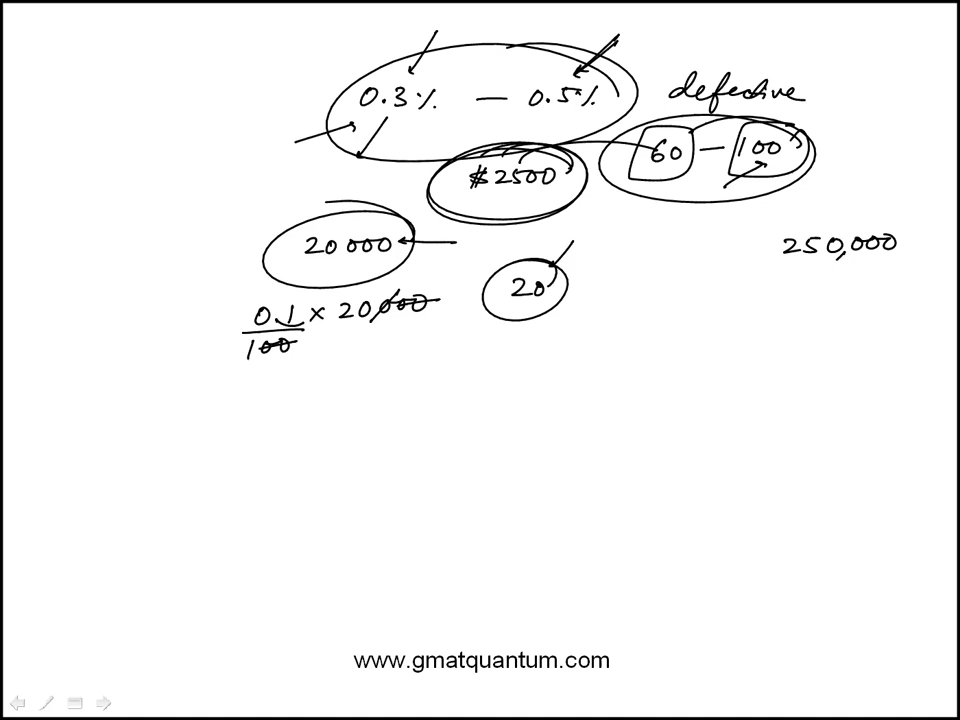 0.3% — 0.5% defective
60 — 100
$2500
20000
250,000
20
0.1 × 20,000
100
www.gmatquantum.com